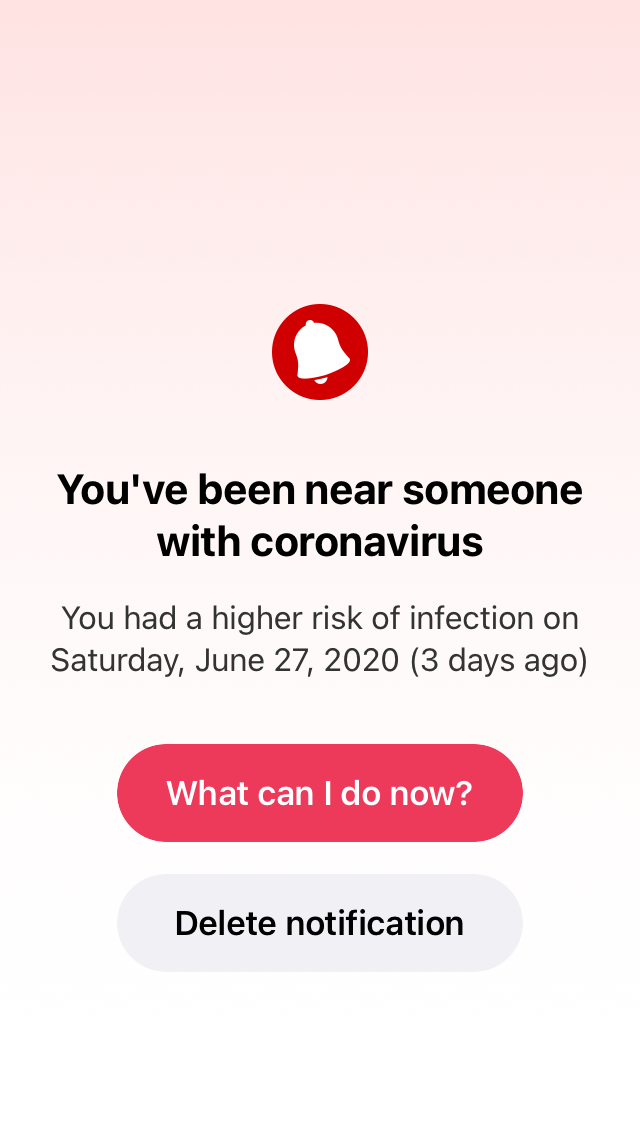 You've been near someone
with coronavirus
You had a higher risk of infection on
Saturday, June 27, 2020 (3 days ago)
What can I do now?
Delete notification